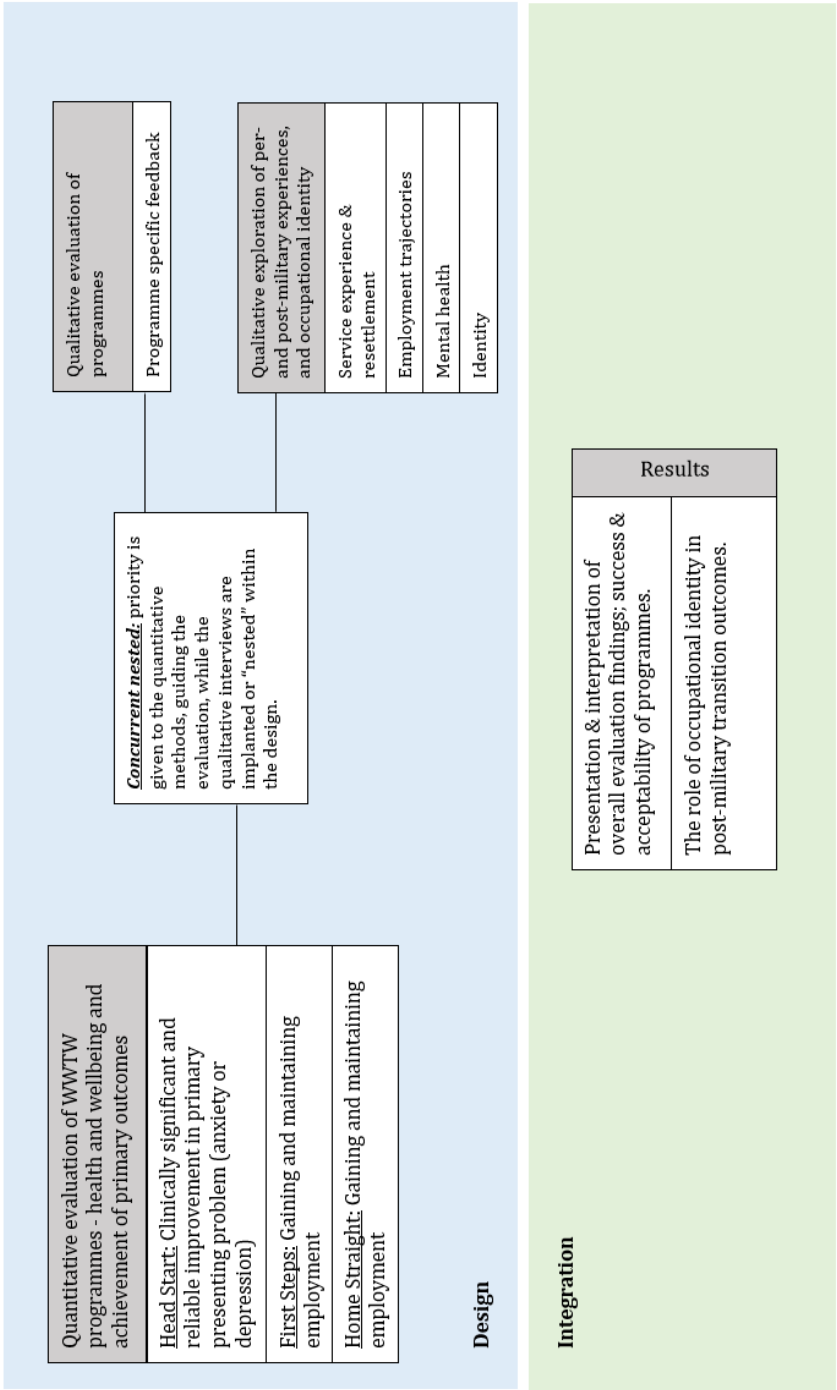 Quantitative evaluation of WWTW
programmes - health and wellbeing and
achievement of primary outcomes
Head Start: Clinically significant and
reliable improvement in primary
presenting problem (anxiety or
depression)
First Steps: Gaining and maintaining
employment
Home Straight: Gaining and maintaining
employment
Concurrent nested: priority is
given to the quantitative
methods, guiding the
evaluation, while the
qualitative interviews are
implanted or “nested” within
the design.
Qualitative evaluation of
programmes
Programme specific feedback
Qualitative exploration of per-
and post-military experiences,
and occupational identity
Service experience &
resettlement
Employment trajectories
Mental health
Identity
Design
Integration
Results
Presentation & interpretation of
overall evaluation findings; success &
acceptability of programmes.
The role of occupational identity in
post-military transition outcomes.